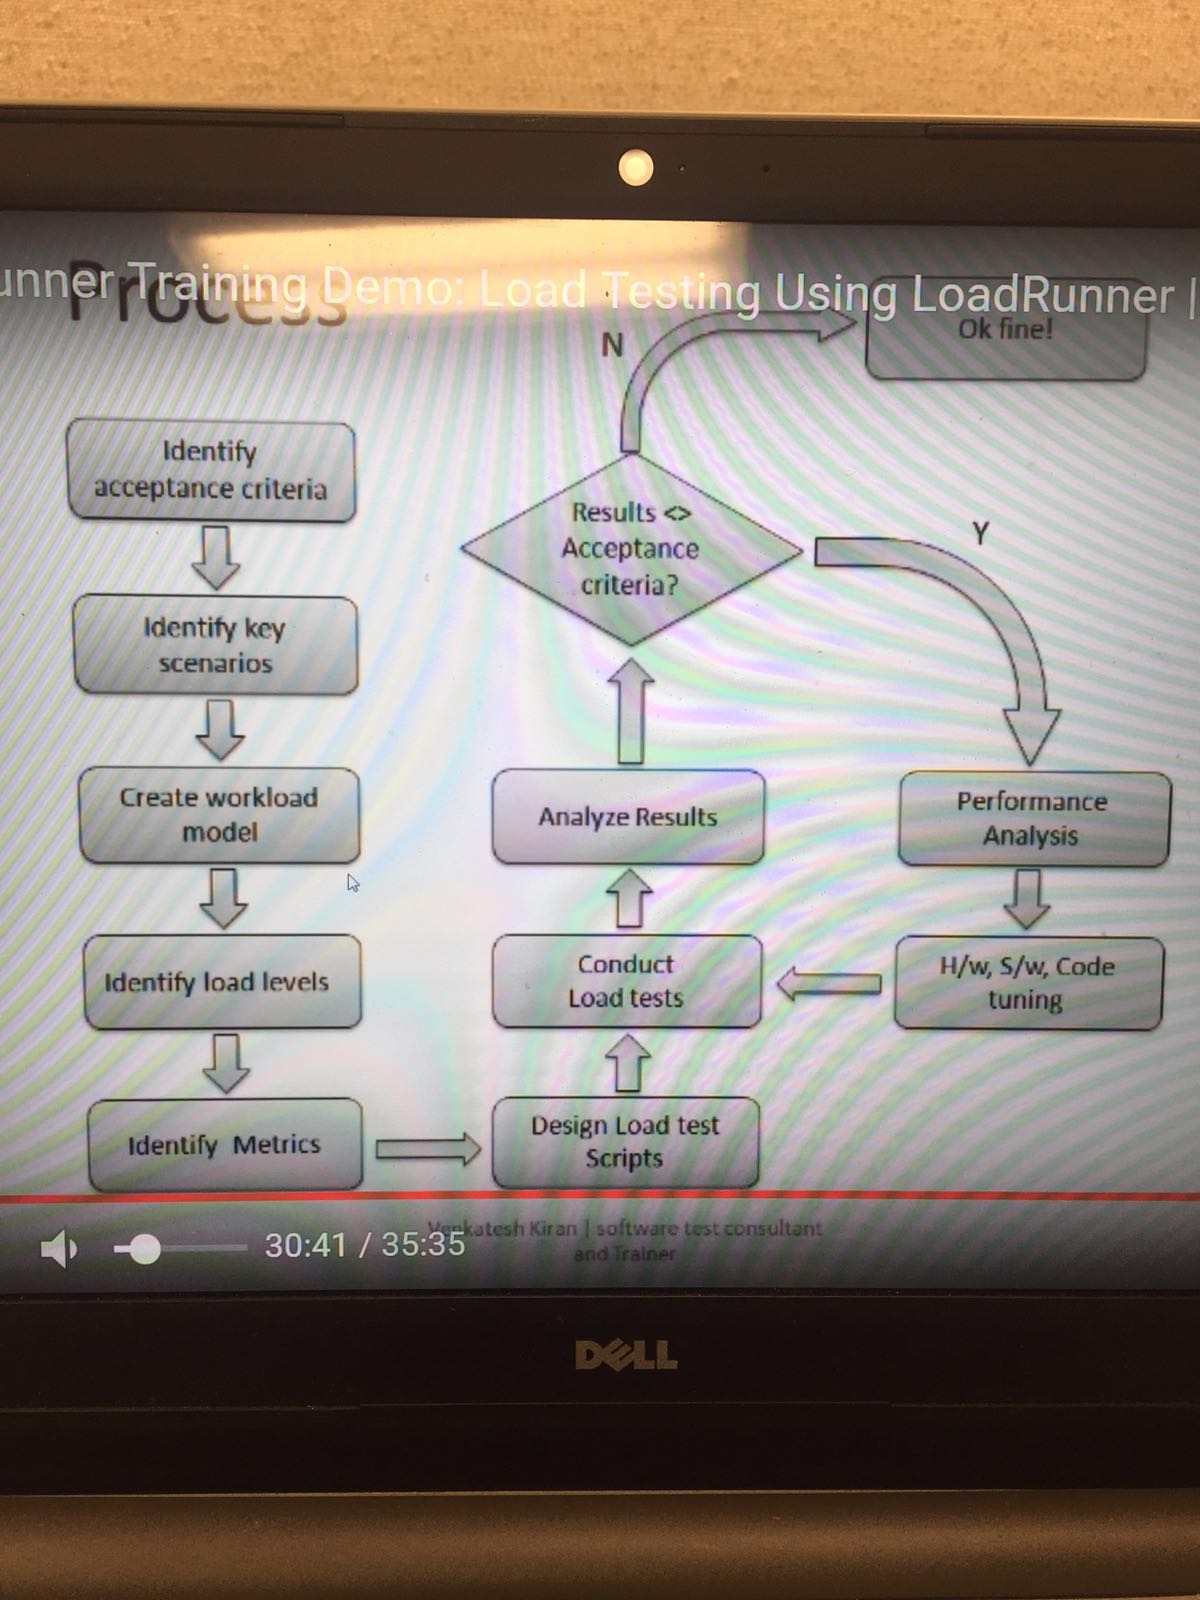 Process
unner Training Demo: Load Testing Using LoadRunner |
Ok fine!
N
Identify
acceptance criteria
Results <>
Acceptance
criteria?
Y
Identify key
scenarios
Create workload
model
Analyze Results
Performance
Analysis
Identify load levels
Conduct
Load tests
H/w, S/w, Code
tuning
Identify Metrics
Design Load test
Scripts
Venkatesh Kiran | software test consultant
and Trainer
30:41 / 35:35
DELL